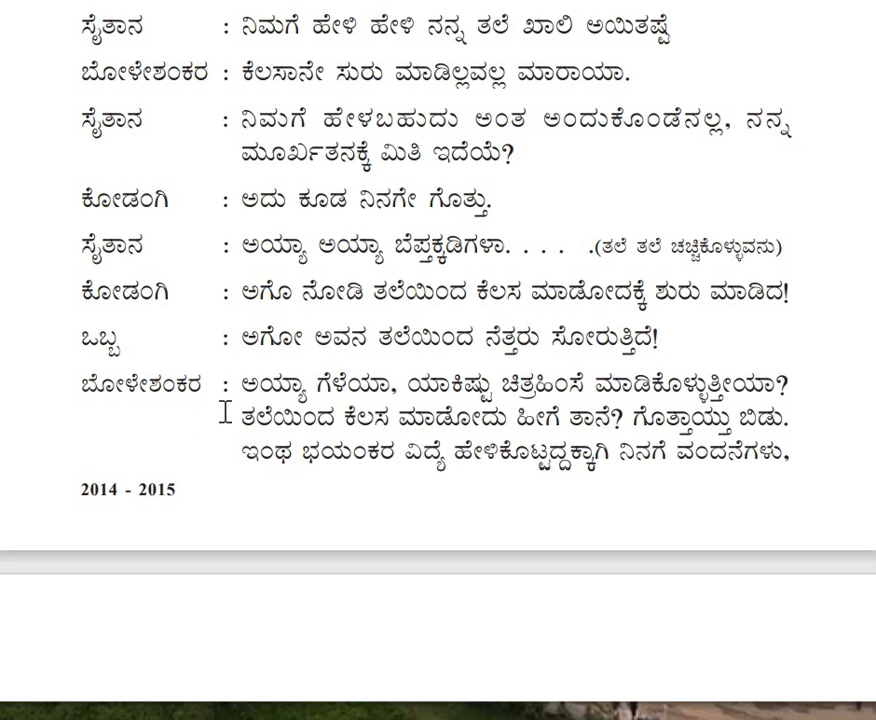 ಸೈತಾನ : ನಿಮಗೆ ಹೇಳಿ ಹೇಳಿ ನನ್ನ ತಲೆ ಖಾಲಿ ಅಯಿತಷ್ಟೆ
ಬೋಳೇಶಂಕರ : ಕೆಲಸಾನೇ ಸುರು ಮಾಡಿಲ್ಲವಲ್ಲ ಮಾರಾಯಾ.
ಸೈತಾನ : ನಿಮಗೆ ಹೇಳಬಹುದು ಅಂತ ಅಂದುಕೊಂಡೆನಲ್ಲ, ನನ್ನ
ಮೂರ್ಖತನಕ್ಕೆ ಮಿತಿ ಇದೆಯೆ?
ಕೋಡಂಗಿ : ಅದು ಕೂಡ ನಿನಗೇ ಗೊತ್ತು.
ಸೈತಾನ : ಅಯ್ಯಾ ಅಯ್ಯಾ ಬೆಪ್ತಕ್ಕಡಿಗಳಾ. . . . .(ತಲೆ ತಲೆ ಚಚ್ಚಿಕೊಳ್ಳುವನು)
ಕೋಡಂಗಿ : ಅಗೊ ನೋಡಿ ತಲೆಯಿಂದ ಕೆಲಸ ಮಾಡೋದಕ್ಕೆ ಶುರು ಮಾಡಿದ!
ಒಬ್ಬ : ಅಗೋ ಅವನ ತಲೆಯಿಂದ ನೆತ್ತರು ಸೋರುತ್ತಿದೆ!
ಬೋಳೇಶಂಕರ : ಅಯ್ಯಾ ಗೆಳೆಯಾ, ಯಾಕಿಷ್ಟು ಚಿತ್ರಹಿಂಸೆ ಮಾಡಿಕೊಳ್ಳುತ್ತೀಯಾ?
ತಲೆಯಿಂದ ಕೆಲಸ ಮಾಡೋದು ಹೀಗೆ ತಾನೆ? ಗೊತ್ತಾಯ್ತು ಬಿಡು.
ಇಂಥ ಭಯಂಕರ ವಿದ್ಯೆ ಹೇಳಿಕೊಟ್ಟದ್ದಕ್ಕಾಗಿ ನಿನಗೆ ವಂದನೆಗಳು,
2014 - 2015